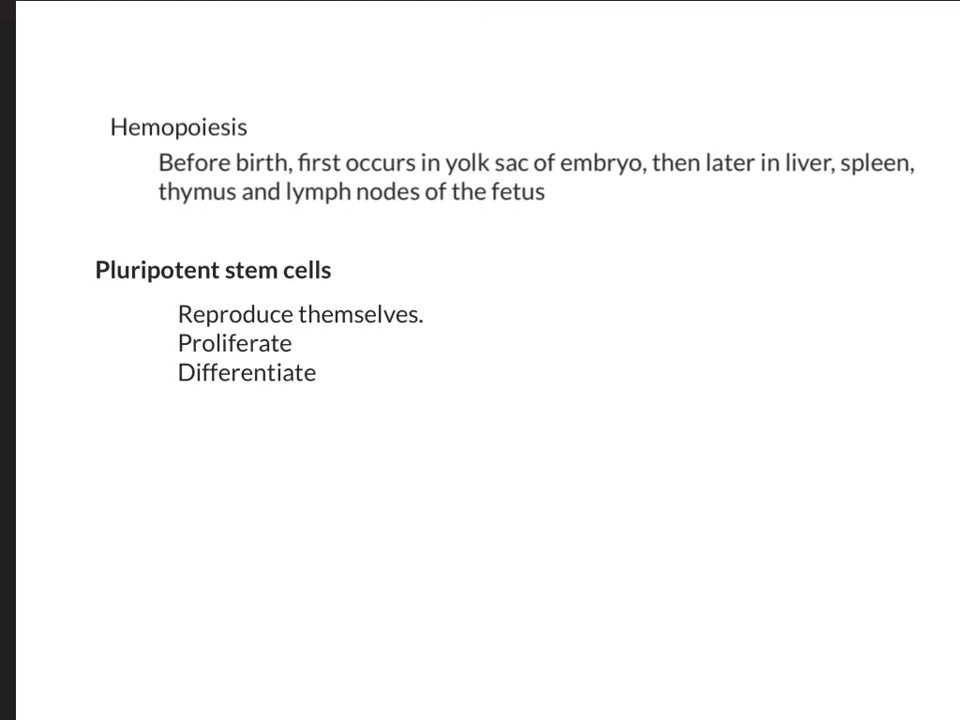 Hemopoiesis
Before birth, first occurs in yolk sac of embryo, then later in liver, spleen,
thymus and lymph nodes of the fetus
Pluripotent stem cells
Reproduce themselves.
Proliferate
Differentiate